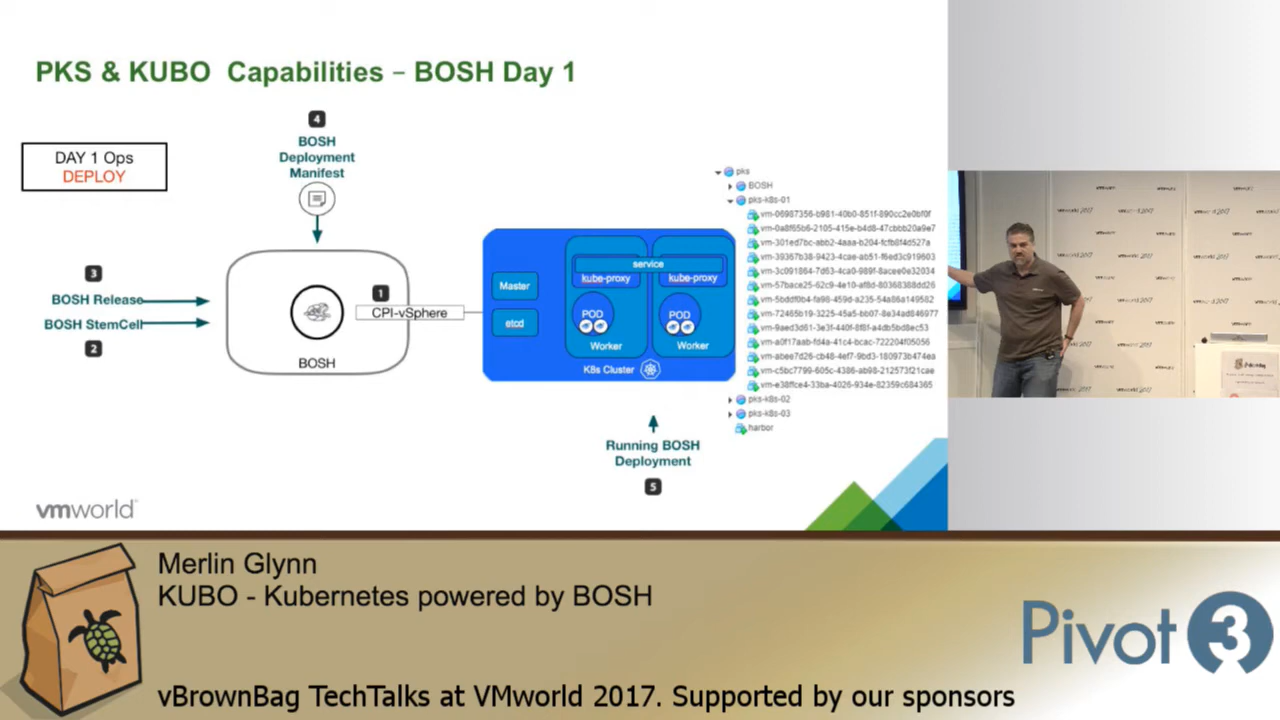 PKS & KUBO Capabilities – BOSH Day 1
DAY 1 Ops
DEPLOY
4
BOSH
Deployment
Manifest
3
BOSH Release
BOSH StemCell
2
1
CPI-vSphere
BOSH
Master
etcd
service
kube-proxy
kube-proxy
POD
POD
Worker
Worker
K8s Cluster
Running BOSH
Deployment
5
pks
BOSH
pks-k8s-01
pks-k8s-02
pks-k8s-03
harbor
vmworld
Merlin Glynn
KUBO - Kubernetes powered by BOSH
vBrownBag TechTalks at VMworld 2017. Supported by our sponsors
Pivot3